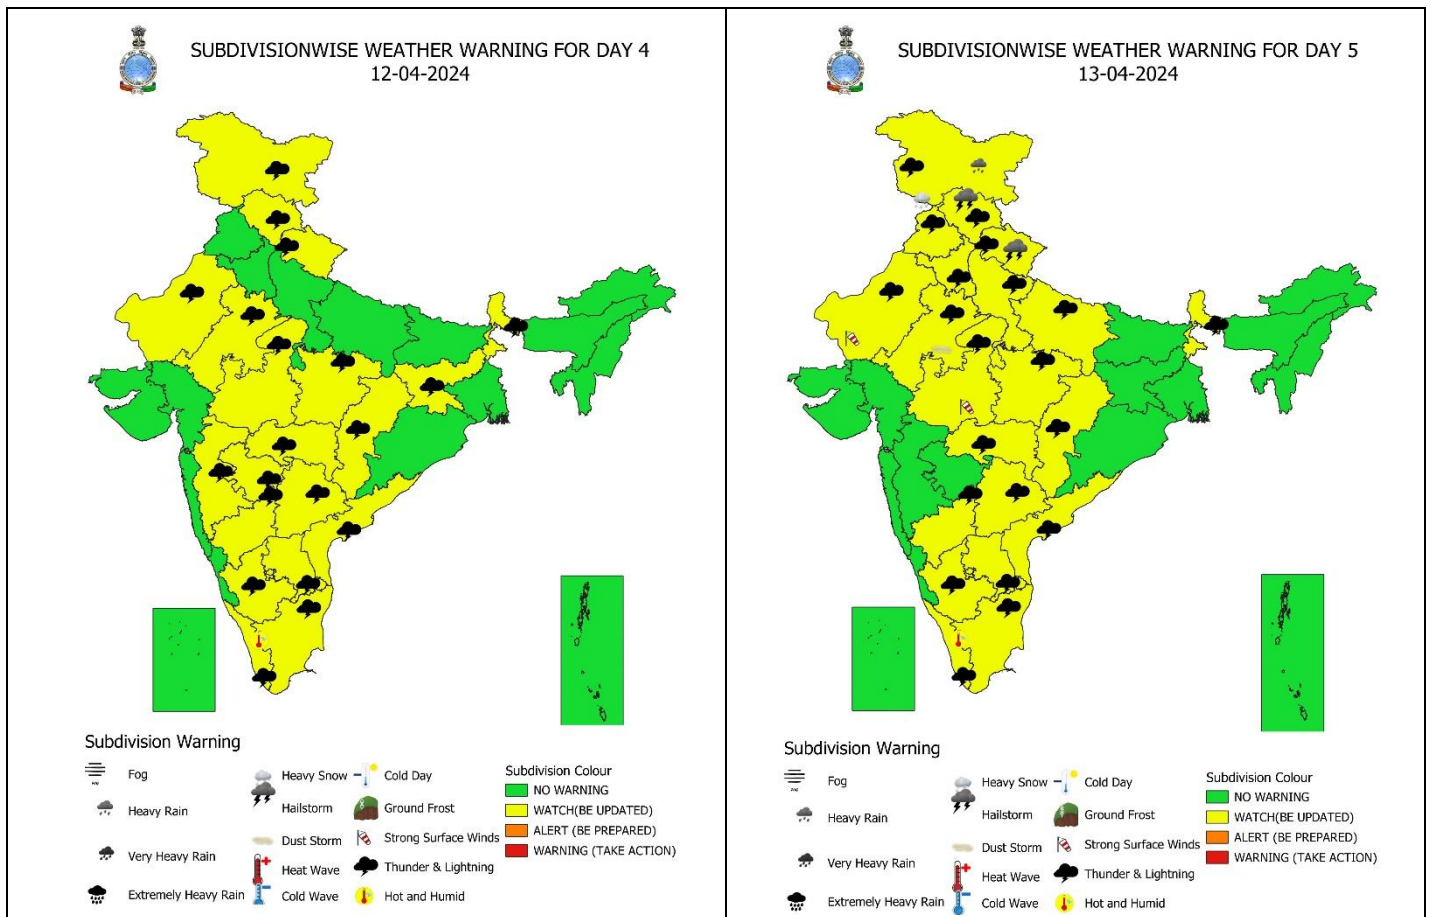 SUBDIVISIONWISE WEATHER WARNING FOR DAY 4
12-04-2024
Subdivision Warning
Fog
Heavy Rain
Very Heavy Rain
Extremely Heavy Rain
Heavy Snow
Hailstorm
Dust Storm
Heat Wave
Cold Wave
Cold Day
Ground Frost
Strong Surface Winds
Thunder & Lightning
Hot and Humid
Subdivision Colour
NO WARNING
WATCH(BE UPDATED)
ALERT (BE PREPARED)
WARNING (TAKE ACTION)
SUBDIVISIONWISE WEATHER WARNING FOR DAY 5
13-04-2024
Subdivision Warning
Fog
Heavy Rain
Very Heavy Rain
Extremely Heavy Rain
Heavy Snow
Hailstorm
Dust Storm
Heat Wave
Cold Wave
Cold Day
Ground Frost
Strong Surface Winds
Thunder & Lightning
Hot and Humid
Subdivision Colour
NO WARNING
WATCH(BE UPDATED)
ALERT (BE PREPARED)
WARNING (TAKE ACTION)